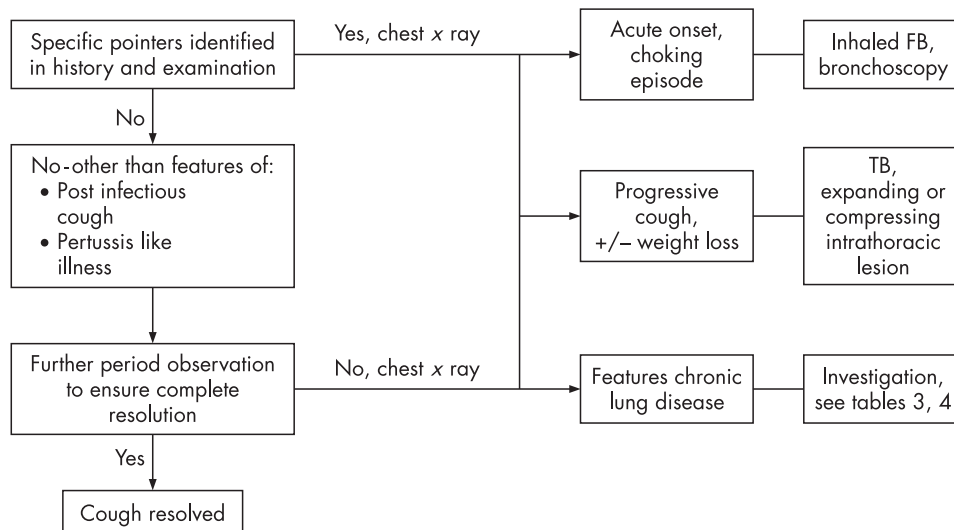 Specific pointers identified
in history and examination
Yes, chest x ray
Acute onset,
choking
episode
Inhaled FB,
bronchoscopy
No
No-other than features of:
• Post infectious
cough
• Pertussis like
illness
Progressive
cough,
+/– weight loss
TB,
expanding or
compressing
intrathoracic
lesion
Further period observation
to ensure complete
resolution
No, chest x ray
Features chronic
lung disease
Investigation,
see tables 3, 4
Yes
Cough resolved